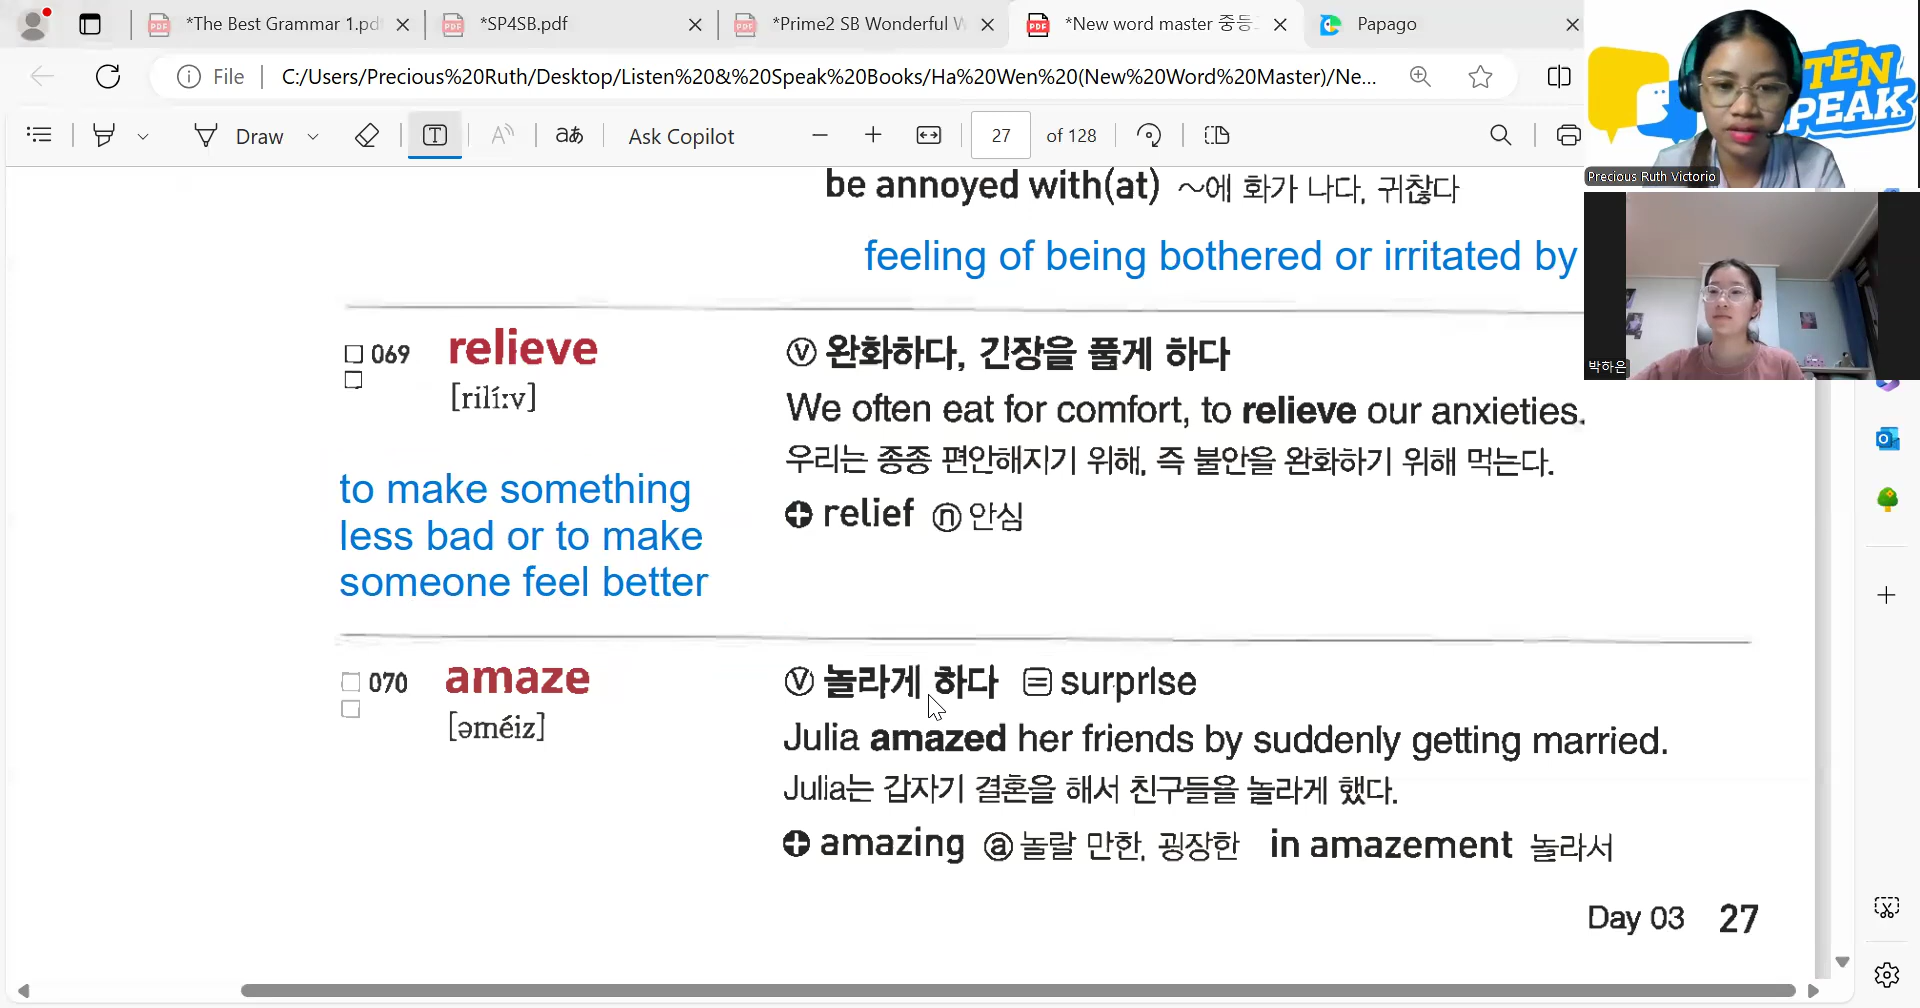 *The Best Grammar 1.pd
*SP4SB.pdf
*Prime2 SB Wonderful W
*New word master 중등
Papago
File
C:/Users/Precious%20Ruth/Desktop/Listen%20&%20Speak%20Books/Ha%20Wen%20(New%20Word%20Master)/Ne...
Draw
Ask Copilot
27 of 128
TEN
SPEAK
Precious Ruth Victorio
박하은
be annoyed with(at) ~에 화가 나다, 귀찮다
feeling of being bothered or irritated by
069 relieve
[rilíːv]
ⓥ 완화하다, 긴장을 풀게 하다
We often eat for comfort, to relieve our anxieties.
우리는 종종 편안해지기 위해, 즉 불안을 완화하기 위해 먹는다.
relief ⓝ 안심
to make something
less bad or to make
someone feel better
070 amaze
[əméiz]
ⓥ 놀라게 하다 = surprise
Julia amazed her friends by suddenly getting married.
Julia는 갑자기 결혼을 해서 친구들을 놀라게 했다.
amazing ⓐ 놀랄 만한, 굉장한 in amazement 놀라서
Day 03 27